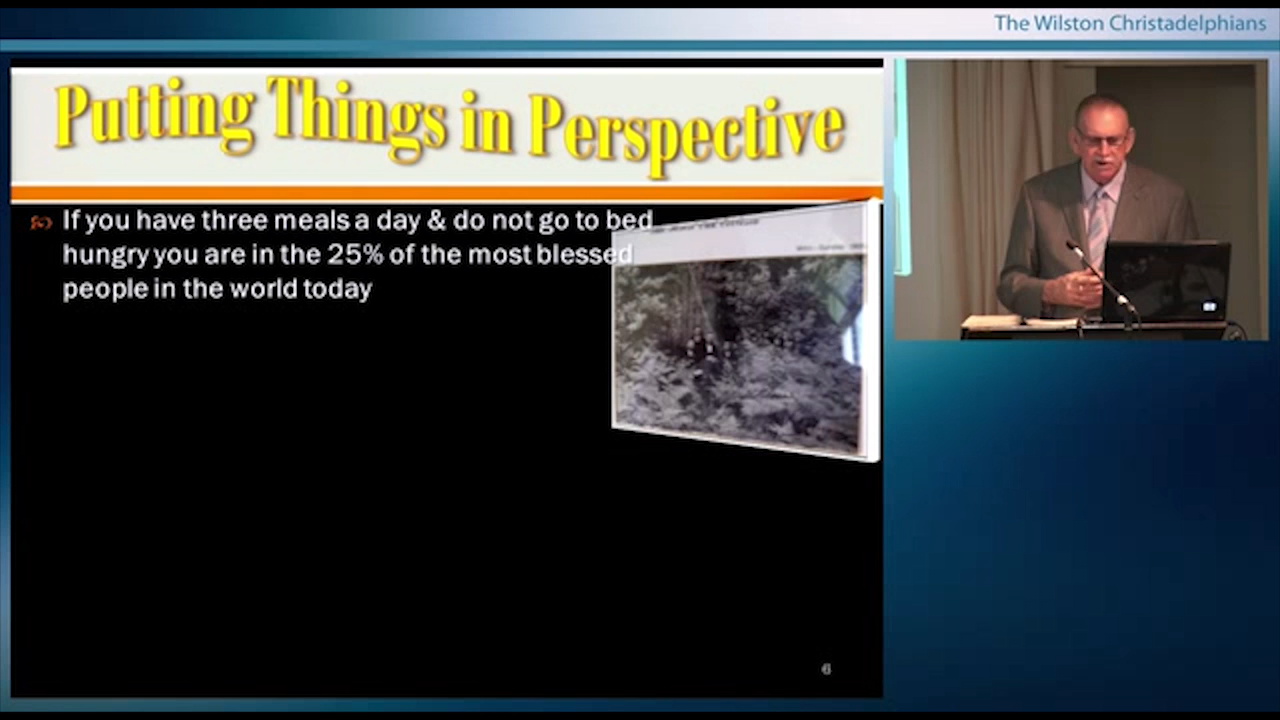 The Wilston Christadelphians
Putting Things in Perspective
If you have three meals a day & do not go to bed
hungry you are in the 25% of the most blessed
people in the world today
6